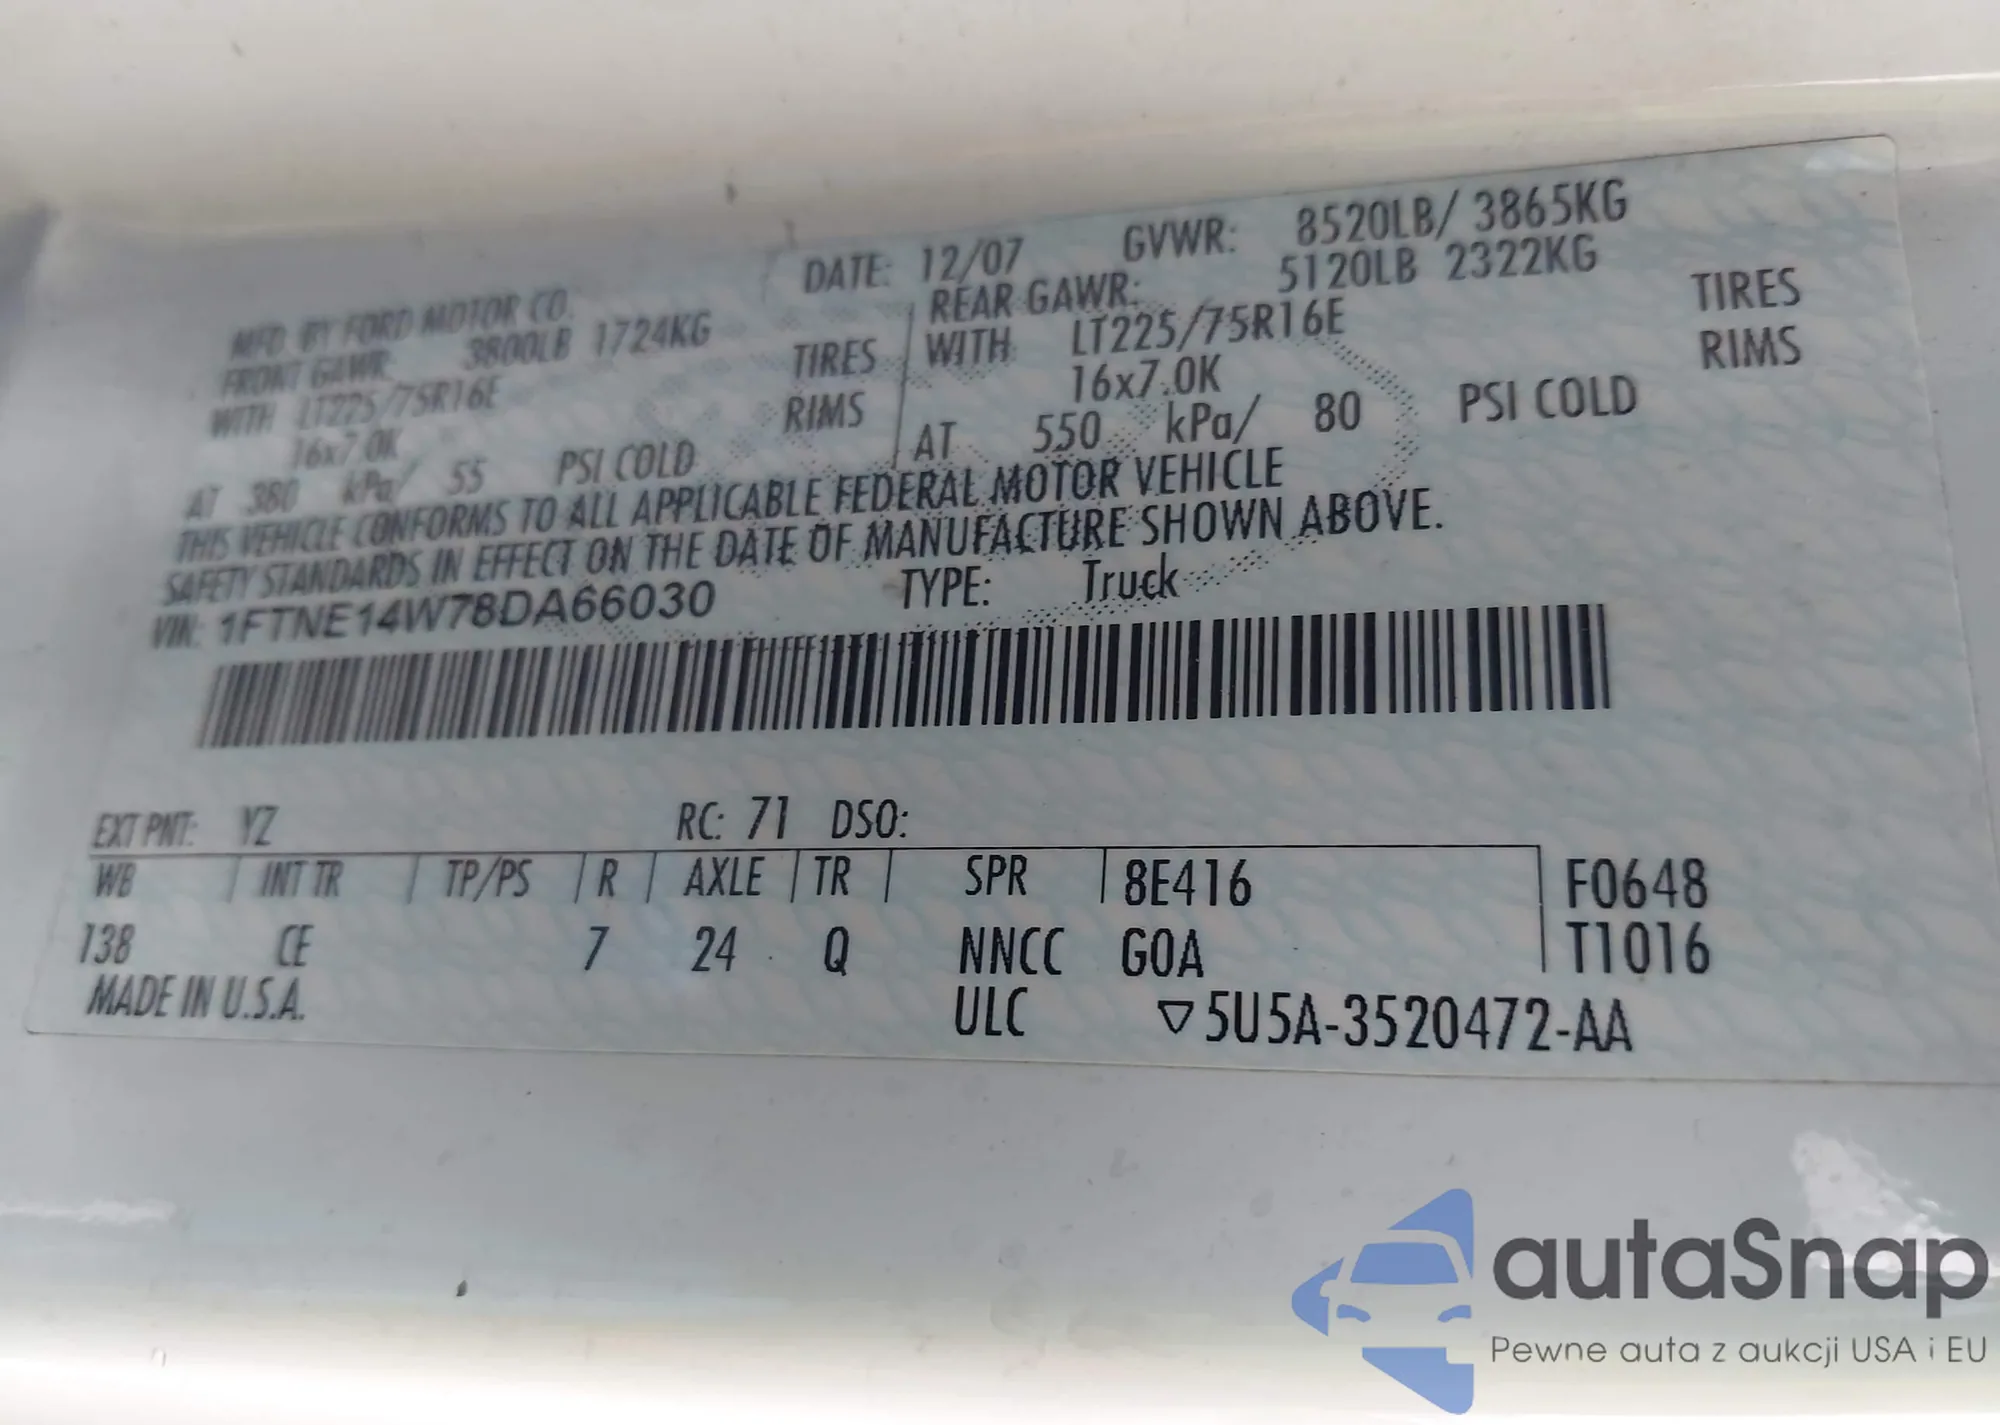 MFD. BY FORD MOTOR CO. DATE: 12/07 GVWR: 8520LB/ 3865KG
FRONT GAWR: 3800LB 1724KG REAR GAWR: 5120LB 2322KG
WITH LT225/75R16E TIRES WITH LT225/75R16E TIRES
16x7.0K RIMS 16x7.0K RIMS
AT 380 kPa/ 55 PSI COLD AT 550 kPa/ 80 PSI COLD
THIS VEHICLE CONFORMS TO ALL APPLICABLE FEDERAL MOTOR VEHICLE
SAFETY STANDARDS IN EFFECT ON THE DATE OF MANUFACTURE SHOWN ABOVE.
VIN: 1FTNE14W78DA66030 TYPE: Truck
EXT PNT: YZ RC: 71 DSO:
WB INT TR TP/PS R AXLE TR SPR 8E416 F0648
138 CE 7 24 Q NNCC G0A T1016
MADE IN U.S.A. ULC ▽5U5A-3520472-AA
autaSnap
Pewne auta z aukcji USA i EU